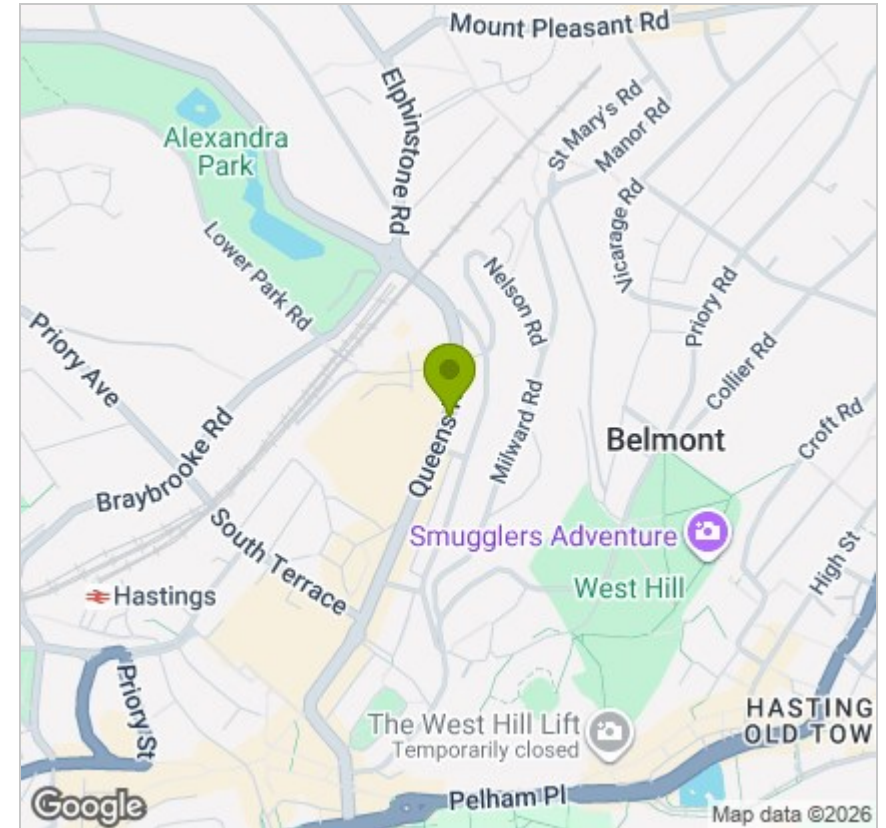 Mount Pleasant Rd
Elphinstone Rd
St Mary's Rd
Manor Rd
Alexandra
Park
Vicarage Rd
Lower Park Rd
Nelson Rd
Priory Rd
Priory Ave
Collier Rd
Milward Rd
Croft Rd
Queens
Belmont
Braybrooke Rd
South Terrace
Smugglers Adventure
High St
West Hill
Hastings
Priory St
The West Hill Lift
Temporarily closed
HASTING
OLD TOW
Pelham Pl
Google
Map data ©2026